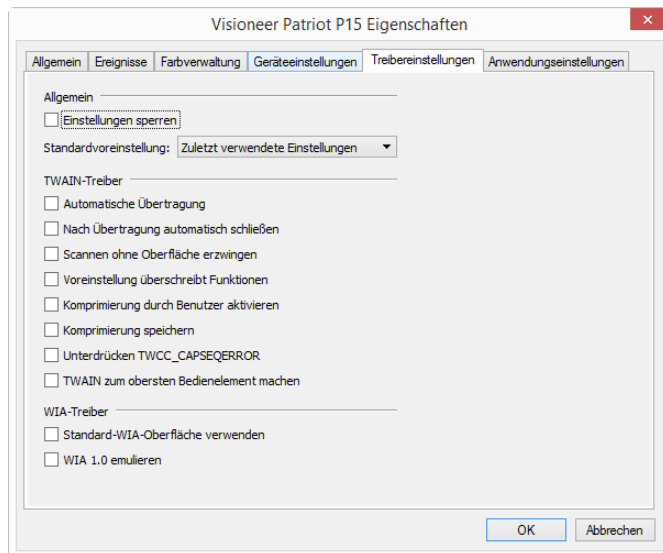 Visioneer Patriot P15 Eigenschaften
Allgemein Ereignisse Farbverwaltung Geräteeinstellungen Treibereinstellungen Anwendungseinstellungen
Allgemein
Einstellungen sperren
Standardvoreinstellung: Zuletzt verwendete Einstellungen
TWAIN-Treiber
Automatische Übertragung
Nach Übertragung automatisch schließen
Scannen ohne Oberfläche erzwingen
Voreinstellung überschreibt Funktionen
Komprimierung durch Benutzer aktivieren
Komprimierung speichern
Unterdrücken TWCC_CAPSEQERROR
TWAIN zum obersten Bedienelement machen
WIA-Treiber
Standard-WIA-Oberfläche verwenden
WIA 1.0 emulieren
OK Abbrechen